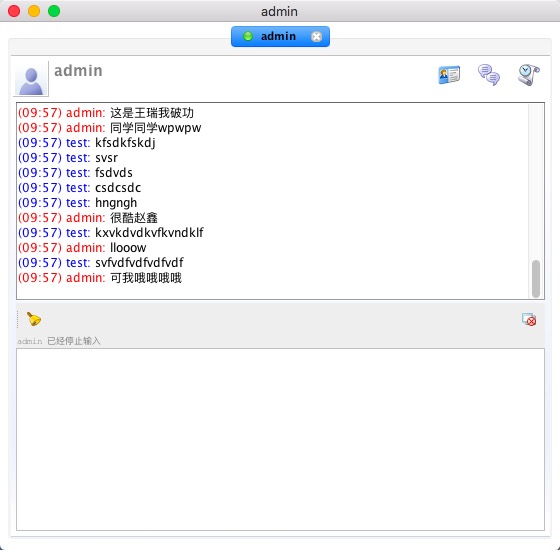 admin
admin
admin
(09:57) admin: 这是王瑞我破功
(09:57) admin: 同学同学wpwpw
(09:57) test: kfsdkfskdj
(09:57) test: svsr
(09:57) test: fsdvds
(09:57) test: csdcsdc
(09:57) test: hngngh
(09:57) admin: 很酷赵鑫
(09:57) test: kxvkdvdkvfkvndklf
(09:57) admin: llooow
(09:57) test: svfvdfvdfvdfvdf
(09:57) admin: 可我哦哦哦哦
admin 已经停止输入